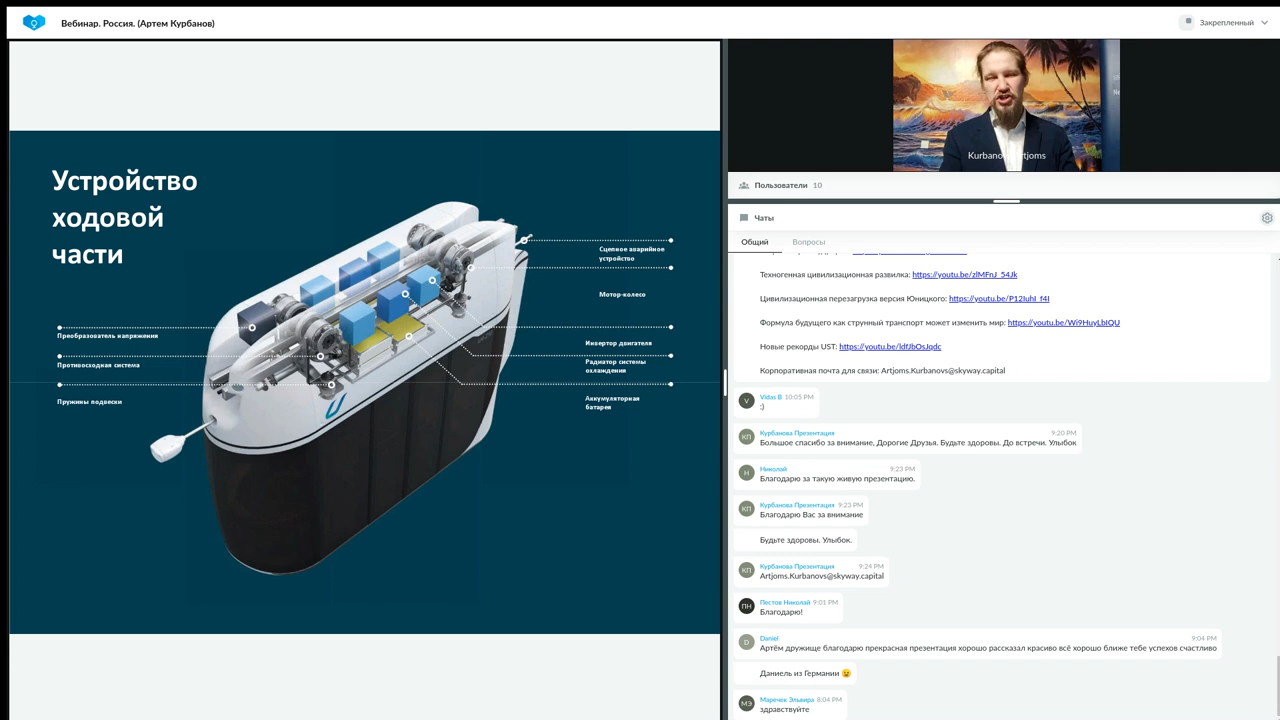 Вебинар. Россия. (Артем Курбанов)
Закрепленный
Устройство
ходовой
части
Сцепное аварийное
устройство
Мотор-колесо
Преобразователь напряжения
Инвертор двигателя
Противосходная система
Радиатор системы
охлаждения
Пружины подвески
Аккумуляторная
батарея
Пользователи 10
Чаты
Общий Вопросы
Техногенная цивилизационная развилка: https://youtu.be/zlMFnJ_54Jk
Цивилизационная перезагрузка версия Юницкого: https://youtu.be/P12IuhI_f4I
Формула будущего как струнный транспорт может изменить мир: https://youtu.be/Wi9HuyLbIQU
Новые рекорды UST: https://youtu.be/ldfJbOsJqdc
Корпоративная почта для связи: Artjoms.Kurbanovs@skyway.capital
V
Vidas B 10:05 PM
:)
КП
Курбанова Презентация 9:20 PM
Большое спасибо за внимание, Дорогие Друзья. Будьте здоровы. До встречи. Улыбок
Н
Николай 9:23 PM
Благодарю за такую живую презентацию.
КП
Курбанова Презентация 9:23 PM
Благодарю Вас за внимание
Будьте здоровы. Улыбок.
КП
Курбанова Презентация 9:24 PM
Artjoms.Kurbanovs@skyway.capital
ПН
Пестов Николай 9:01 PM
Благодарю!
D
Daniel 9:04 PM
Артём дружище благодарю прекрасная презентация хорошо рассказал красиво всё хорошо ближе тебе успехов счастливо
Даниель из Германии 😉
МЭ
Маречек Эльвира 8:04 PM
здравствуйте